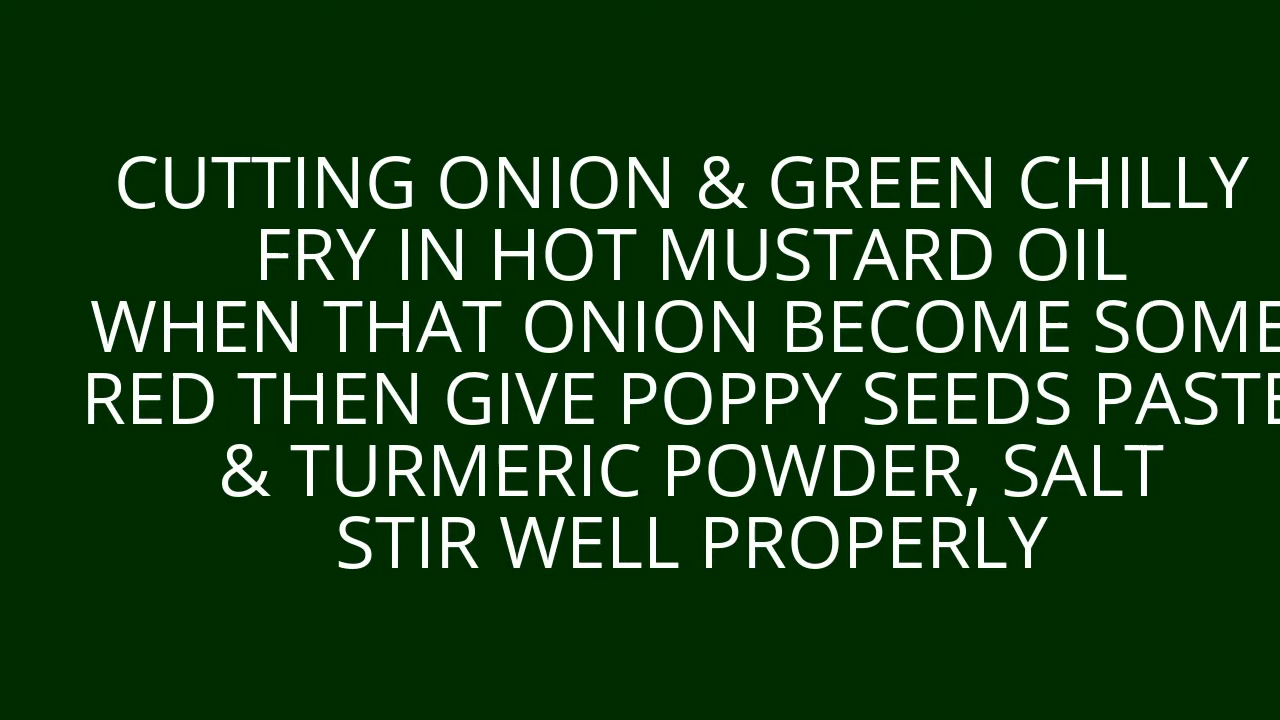 CUTTING ONION & GREEN CHILLY
FRY IN HOT MUSTARD OIL
WHEN THAT ONION BECOME SOME
RED THEN GIVE POPPY SEEDS PASTE
& TURMERIC POWDER, SALT
STIR WELL PROPERLY